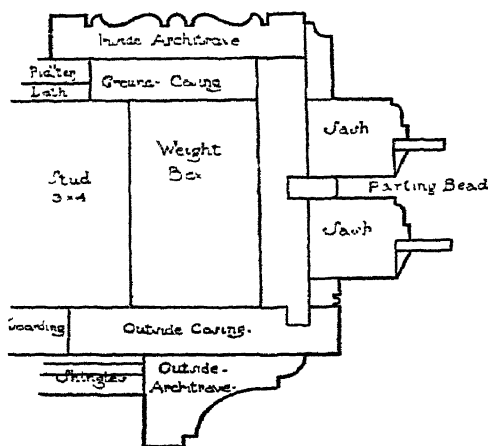 Inside Architrave
Plaster
Lath
Ground-Casing
Sash
Weight
Box
Stud
3×4
Parting Bead
Sash
Boarding
Outside Casing.
Shingles
Outside-
Architrave-